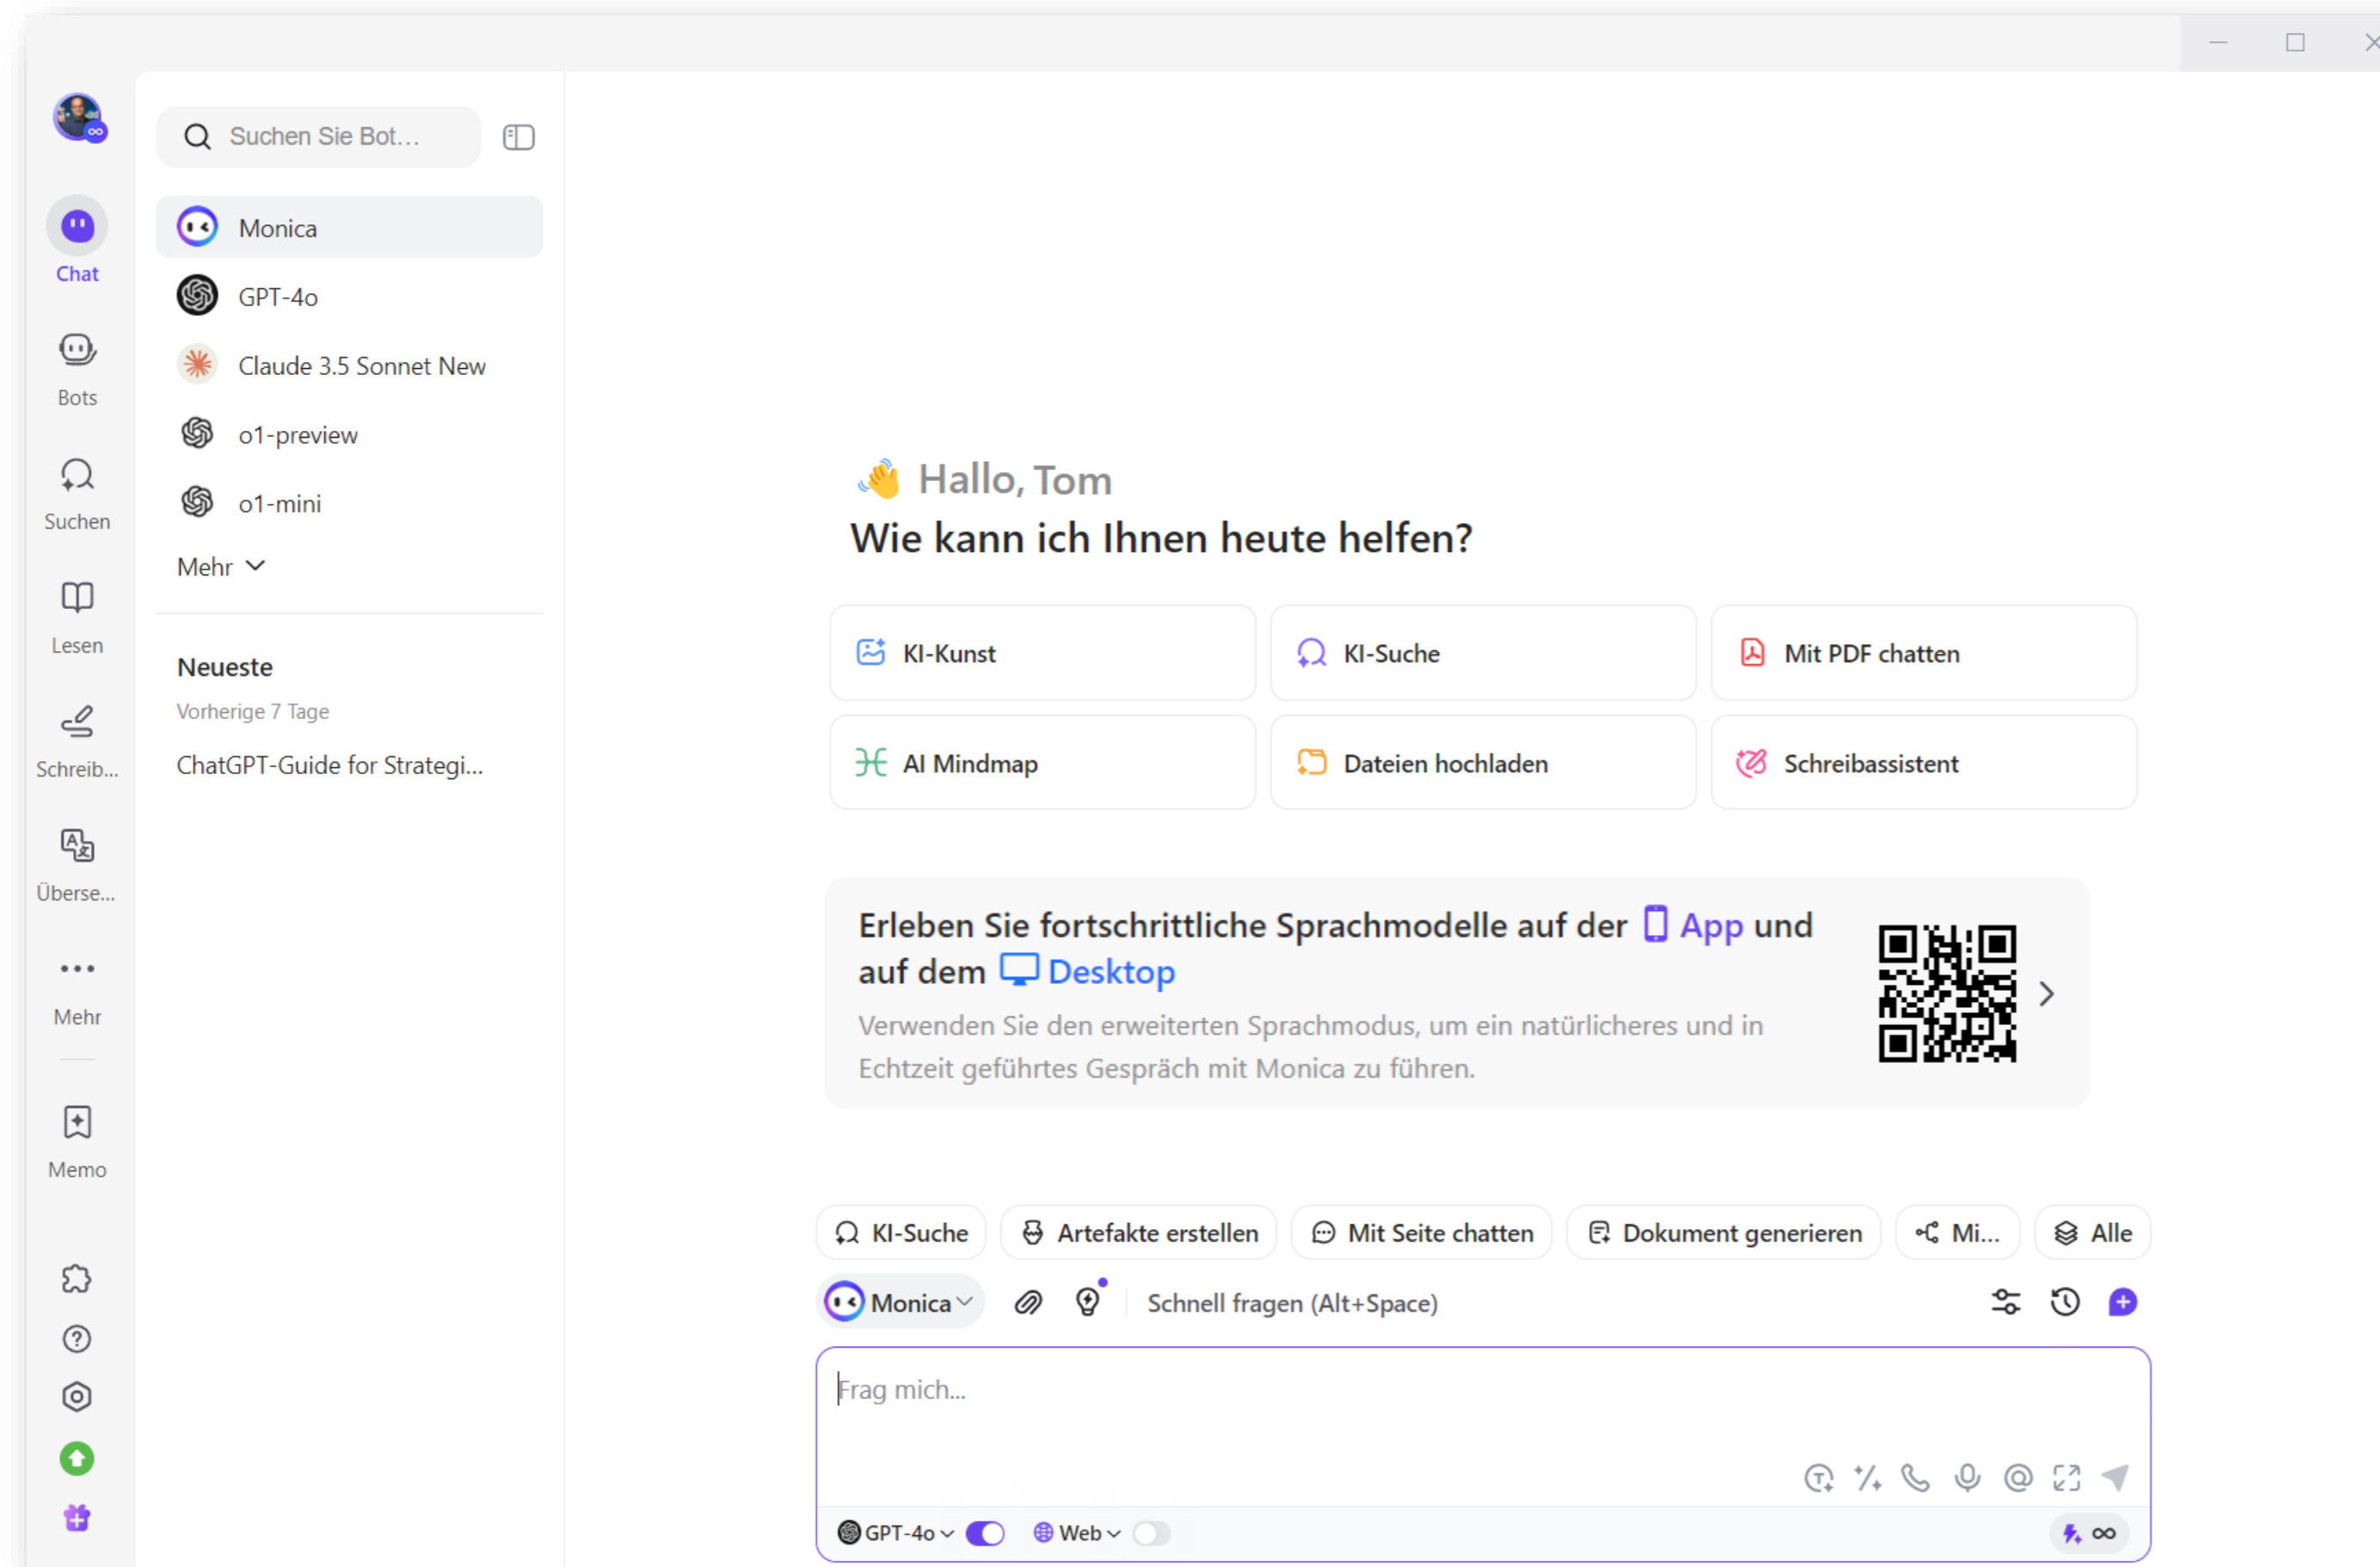 Chat
Bots
Suchen
Lesen
Schreib...
Überse...
Mehr
Memo
Suchen Sie Bot...
Monica
GPT-4o
Claude 3.5 Sonnet New
o1-preview
o1-mini
Mehr
Neueste
Vorherige 7 Tage
ChatGPT-Guide for Strategi...
Hallo, Tom
Wie kann ich Ihnen heute helfen?
KI-Kunst
KI-Suche
Mit PDF chatten
AI Mindmap
Dateien hochladen
Schreibassistent
Erleben Sie fortschrittliche Sprachmodelle auf der App und
auf dem Desktop
Verwenden Sie den erweiterten Sprachmodus, um ein natürlicheres und in
Echtzeit geführtes Gespräch mit Monica zu führen.
KI-Suche
Artefakte erstellen
Mit Seite chatten
Dokument generieren
Mi...
Alle
Monica
Schnell fragen (Alt+Space)
Frag mich...
GPT-4o
Web